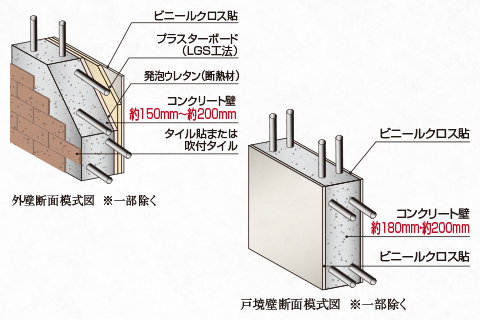 ビニールクロス貼
プラスターボード
(LGS工法)
発泡ウレタン(断熱材)
コンクリート壁
約150mm〜約200mm
タイル貼または
吹付タイル
外壁断面模式図 ※一部除く
ビニールクロス貼
コンクリート壁
約180mm・約200mm
ビニールクロス貼
戸境壁断面模式図 ※一部除く